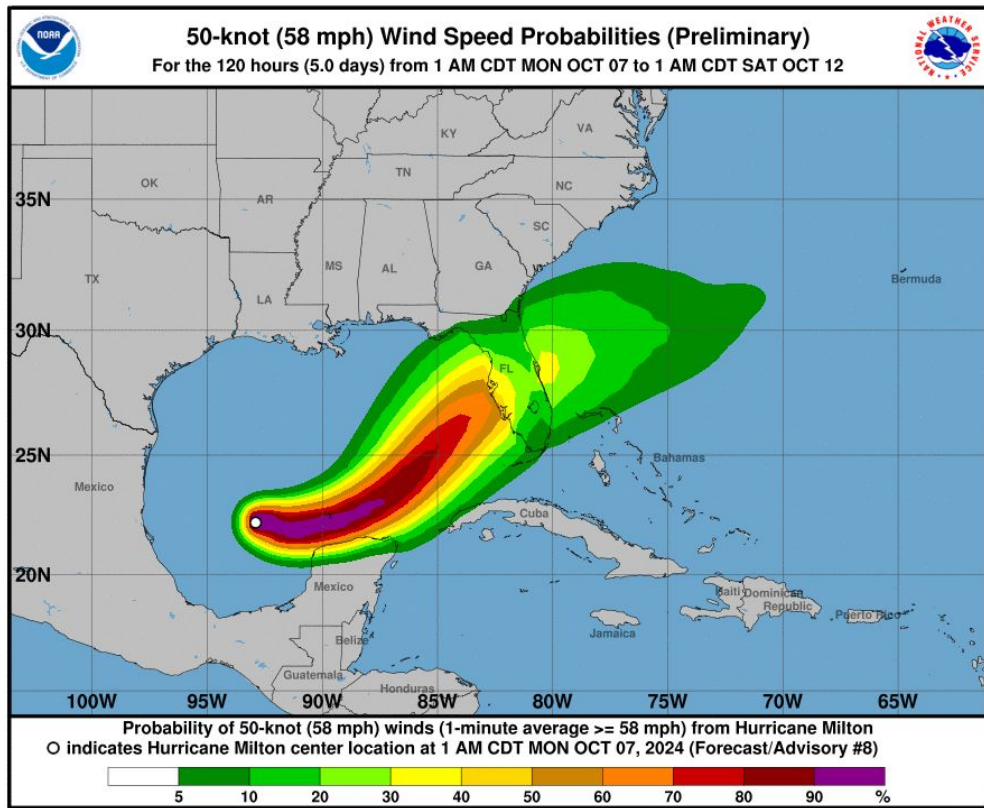 NOAA
50-knot (58 mph) Wind Speed Probabilities (Preliminary)
For the 120 hours (5.0 days) from 1 AM CDT MON OCT 07 to 1 AM CDT SAT OCT 12
NATIONAL WEATHER SERVICE
KY
VA
OK
TN
NC
35N
AR
SC
TX
MS
AL
GA
LA
Bermuda
30N
FL
25N
Mexico
Bahamas
Cuba
20N
Mexico
Haiti
Dominican
Republic
Puerto Rico
Jamaica
Belize
Guatemala
Honduras
100W
95W
90W
85W
80W
75W
70W
65W
Probability of 50-knot (58 mph) winds (1-minute average >= 58 mph) from Hurricane Milton
indicates Hurricane Milton center location at 1 AM CDT MON OCT 07, 2024 (Forecast/Advisory #8)
5 10 20 30 40 50 60 70 80 90 %